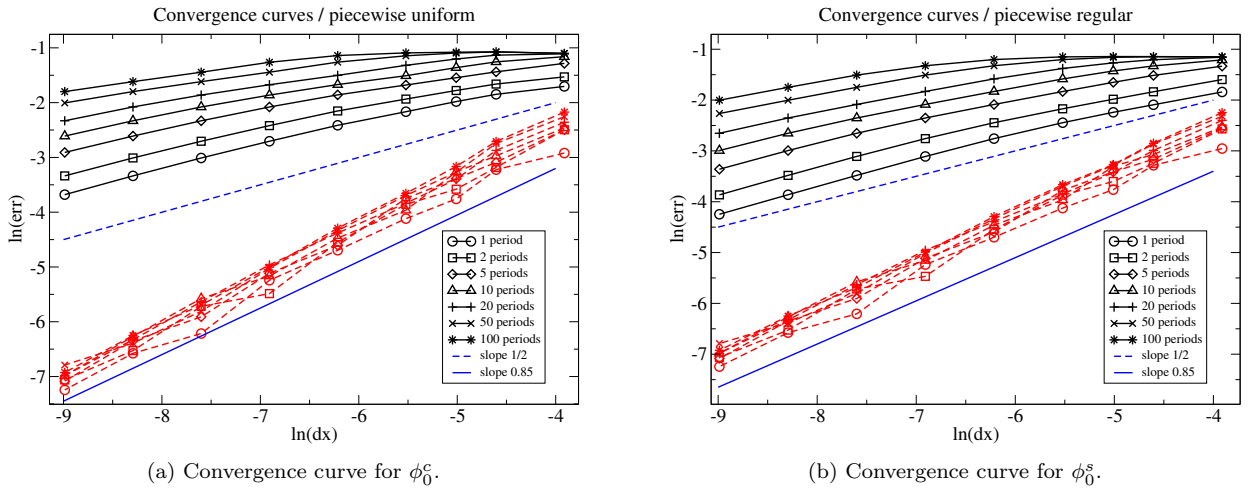 Convergence curves / piecewise uniform
-1
-2
-3
-4
-5
-6
-7
ln(err)
1 period
2 periods
5 periods
10 periods
20 periods
50 periods
100 periods
slope 1/2
slope 0.85
-9 -8 -7 -6 -5 -4
ln(dx)
(a) Convergence curve for ϕ₀ᶜ.
Convergence curves / piecewise regular
-1
-2
-3
-4
-5
-6
-7
ln(err)
1 period
2 periods
5 periods
10 periods
20 periods
50 periods
100 periods
slope 1/2
slope 0.85
-9 -8 -7 -6 -5 -4
ln(dx)
(b) Convergence curve for ϕ₀ˢ.